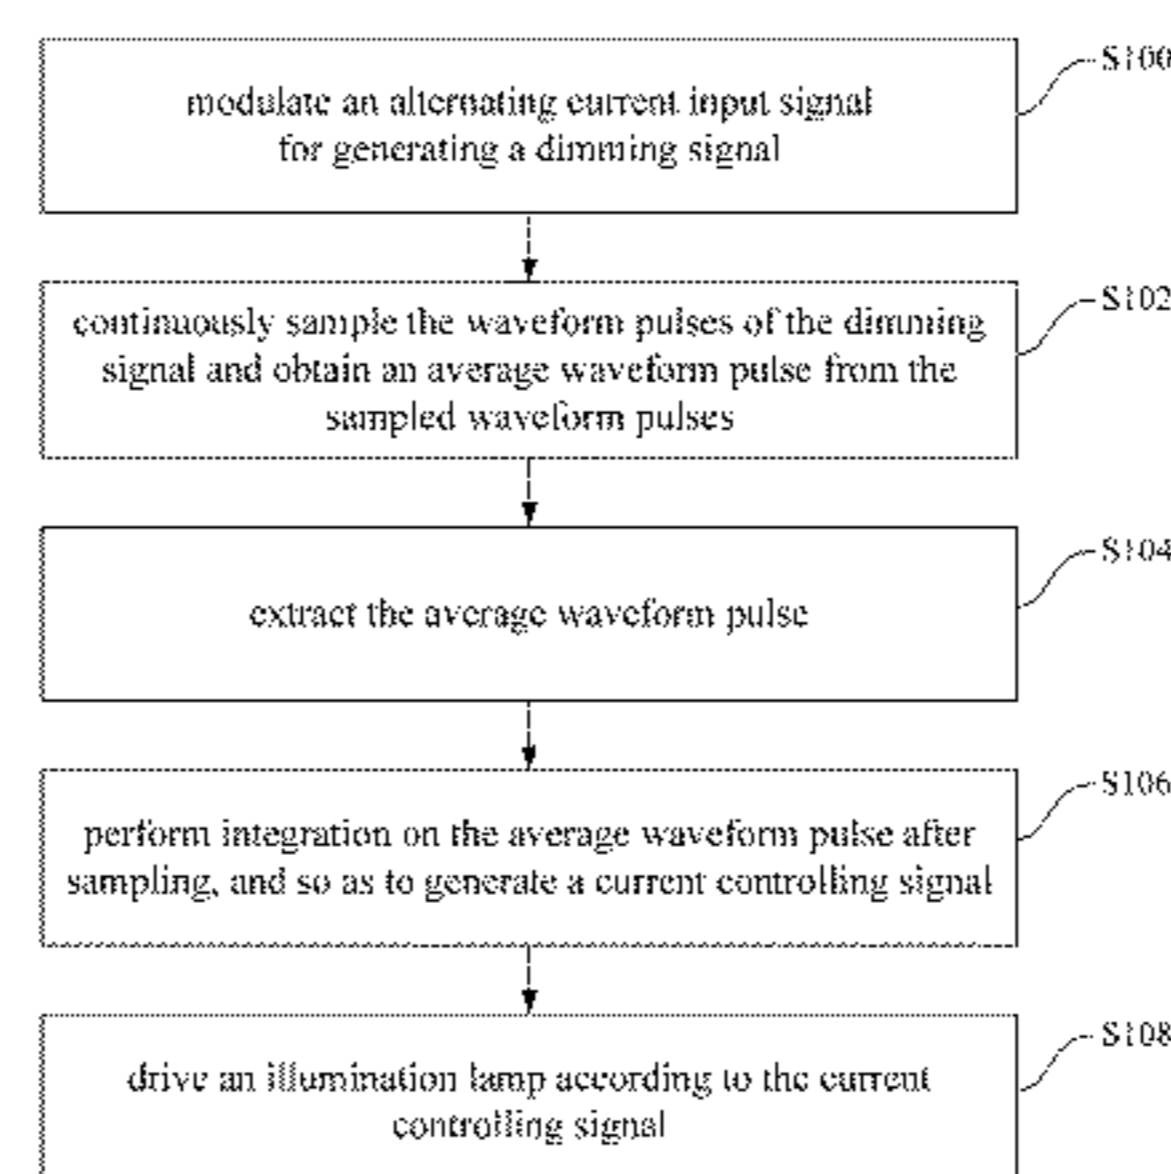 modulate an alternating current input signal
for generating a dimming signal
S100
continuously sample the waveform pulses of the dimming
signal and obtain an average waveform pulse from the
sampled waveform pulses
S102
extract the average waveform pulse
S104
perform integration on the average waveform pulse after
sampling, and so as to generate a current controlling signal
S106
drive an illumination lamp according to the current
controlling signal
S108